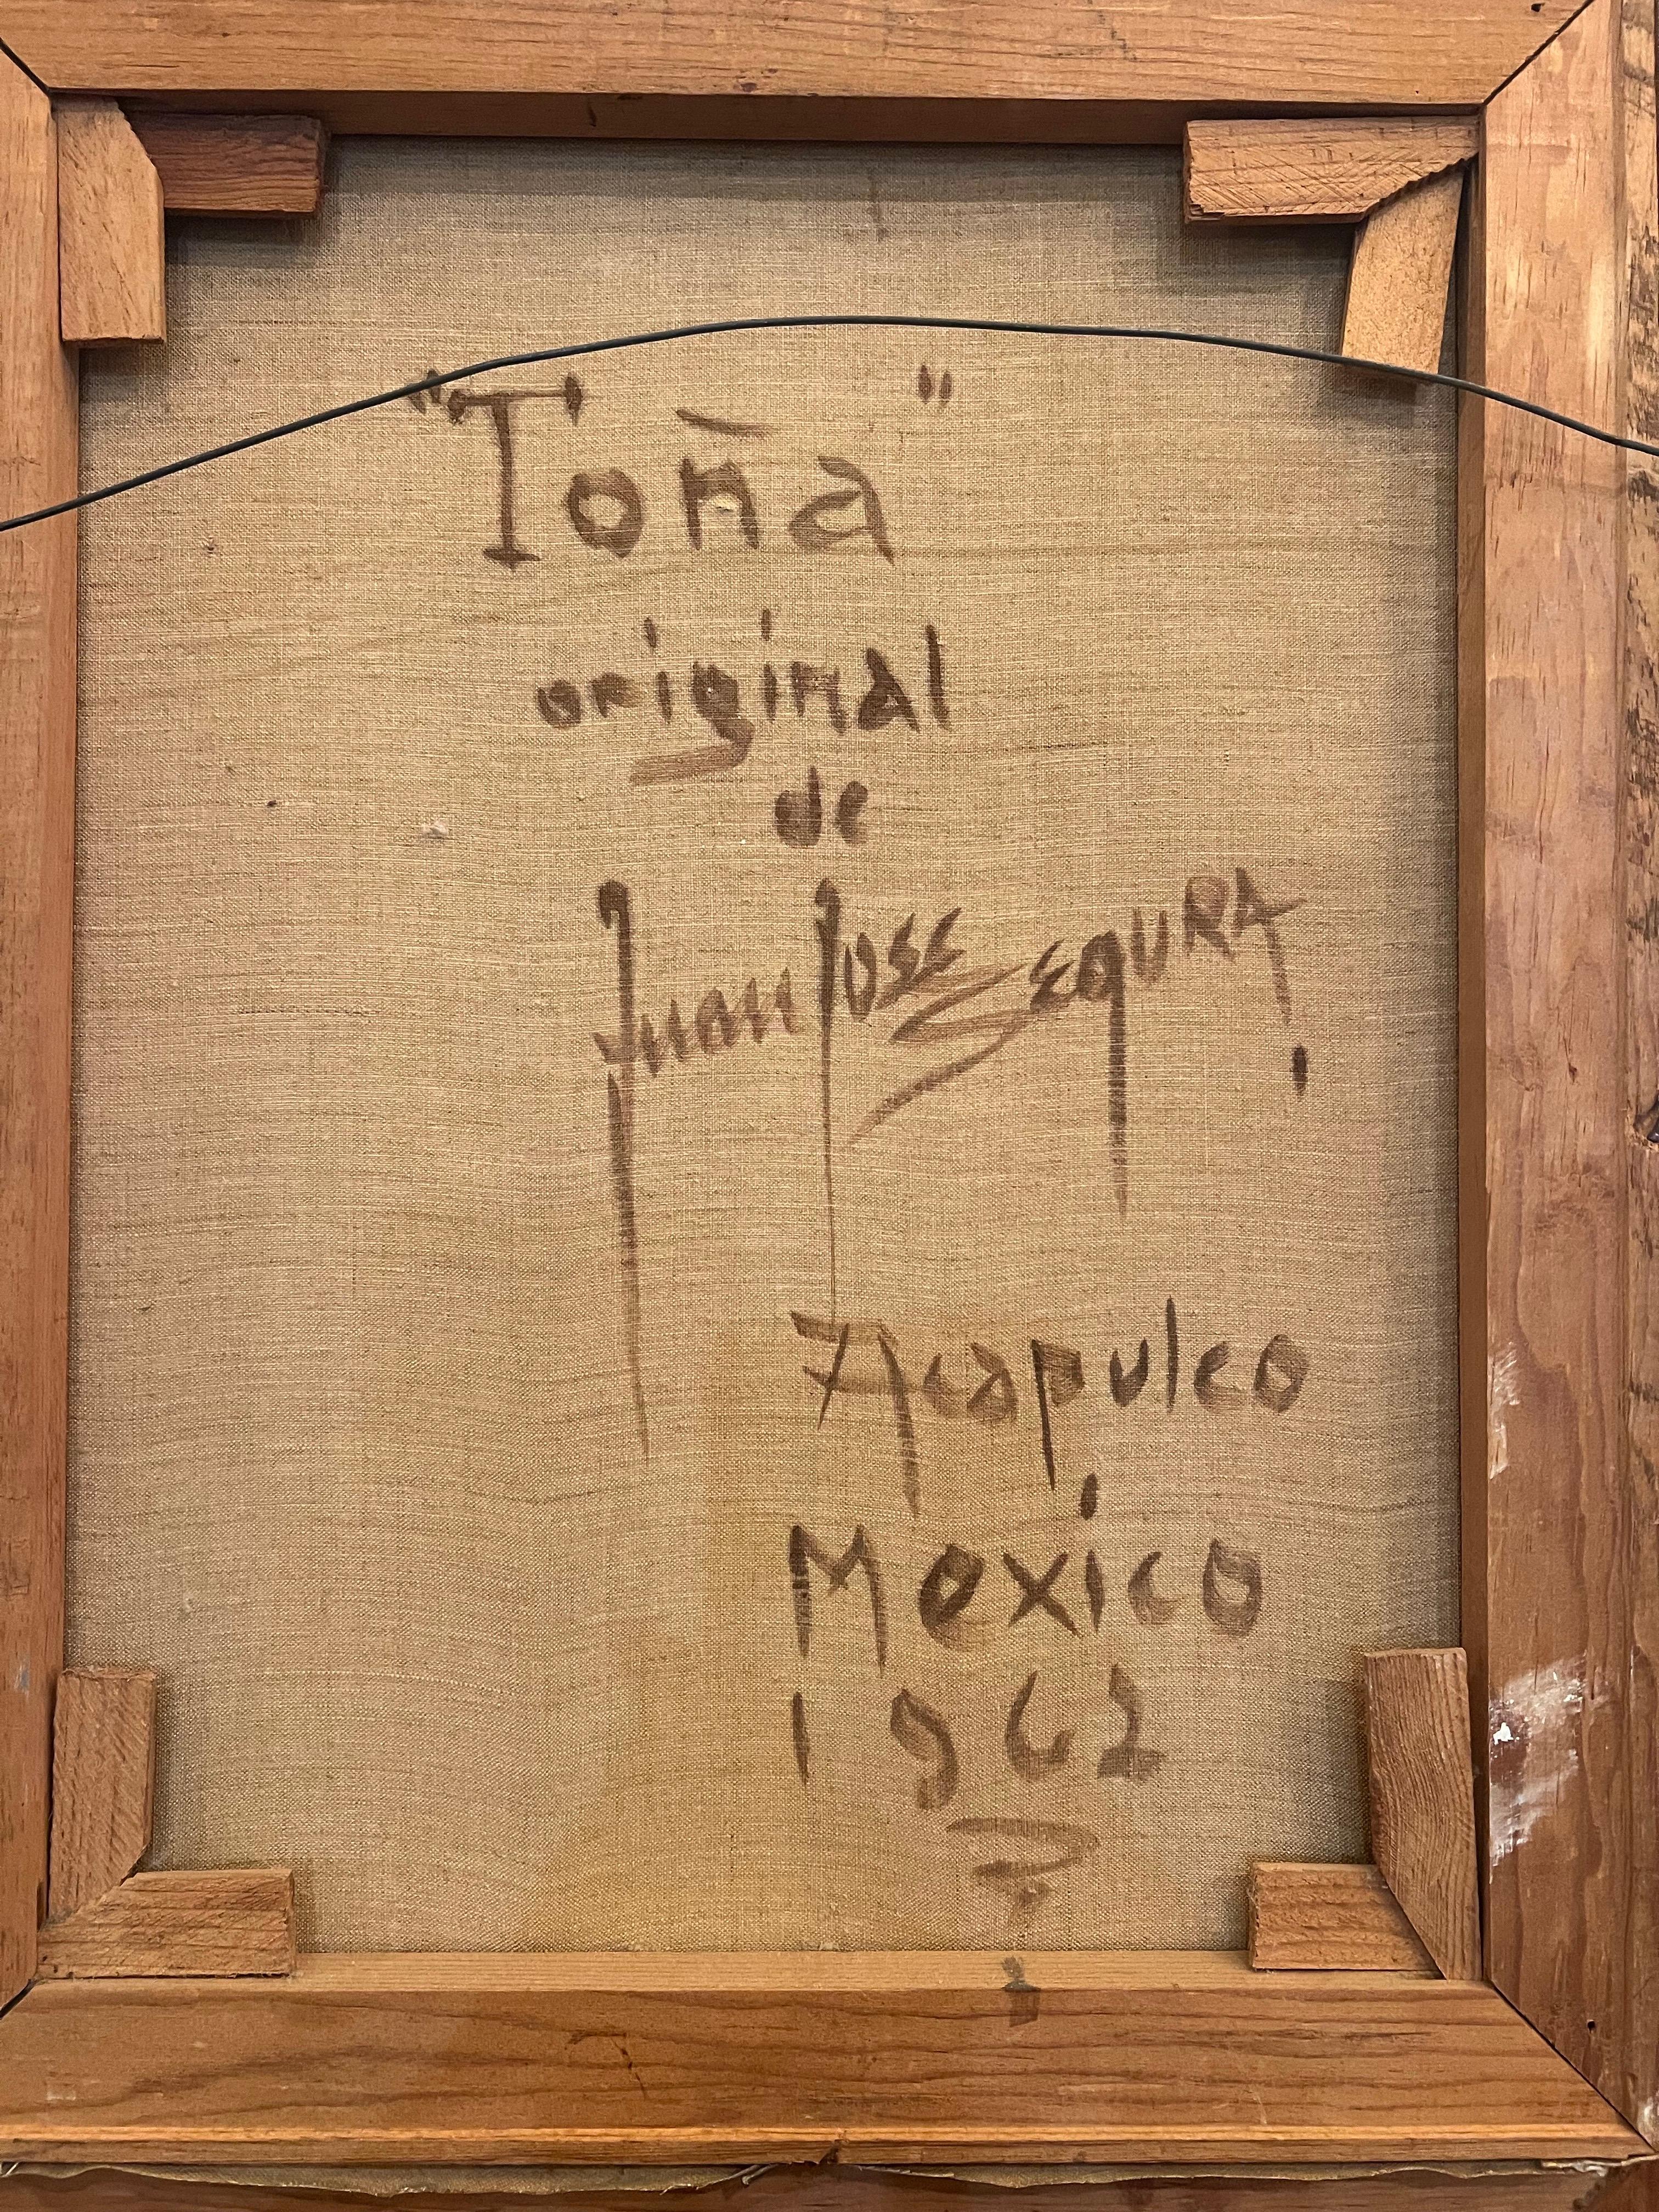 "Toña"
original
de
Juan Jose Segura.
Acapulco
Mexico
1962